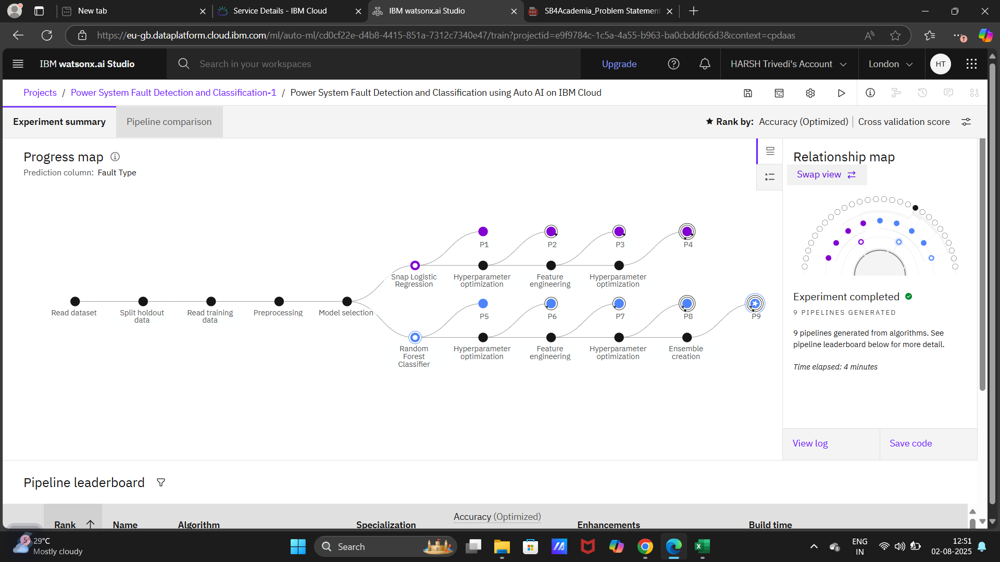 New tab
Service Details - IBM Cloud
IBM watsonx.ai Studio
SB4Academia_Problem Statement
https://eu-gb.dataplatform.cloud.ibm.com/ml/auto-ml/cd0cf22e-d4b8-4415-851a-7312c7340e47/train?projectid=e9f9784c-1c5a-4a55-b963-ba0cbdd6c6d3&context=cpdaas
IBM watsonx.ai Studio
Search in your workspaces
Upgrade
HARSH Trivedi's Account
London
HT
Projects / Power System Fault Detection and Classification-1 / Power System Fault Detection and Classification using Auto AI on IBM Cloud
Experiment summary
Pipeline comparison
Rank by: Accuracy (Optimized) | Cross validation score
Progress map
Prediction column: Fault Type
P1
P2
P3
P4
Snap Logistic
Regression
Hyperparameter
optimization
Feature
engineering
Hyperparameter
optimization
Read dataset
Split holdout
data
Read training
data
Preprocessing
Model selection
P5
P6
P7
P8
P9
Random
Forest
Classifier
Hyperparameter
optimization
Feature
engineering
Hyperparameter
optimization
Ensemble
creation
Relationship map
Swap view
Experiment completed
9 PIPELINES GENERATED
9 pipelines generated from algorithms. See
pipeline leaderboard below for more detail.
Time elapsed: 4 minutes
View log
Save code
Pipeline leaderboard
Rank
Name
Algorithm
Specialization
Accuracy (Optimized)
Enhancements
Build time
5
29°C
Mostly cloudy
Search
ENG
IN
12:51
02-08-2025